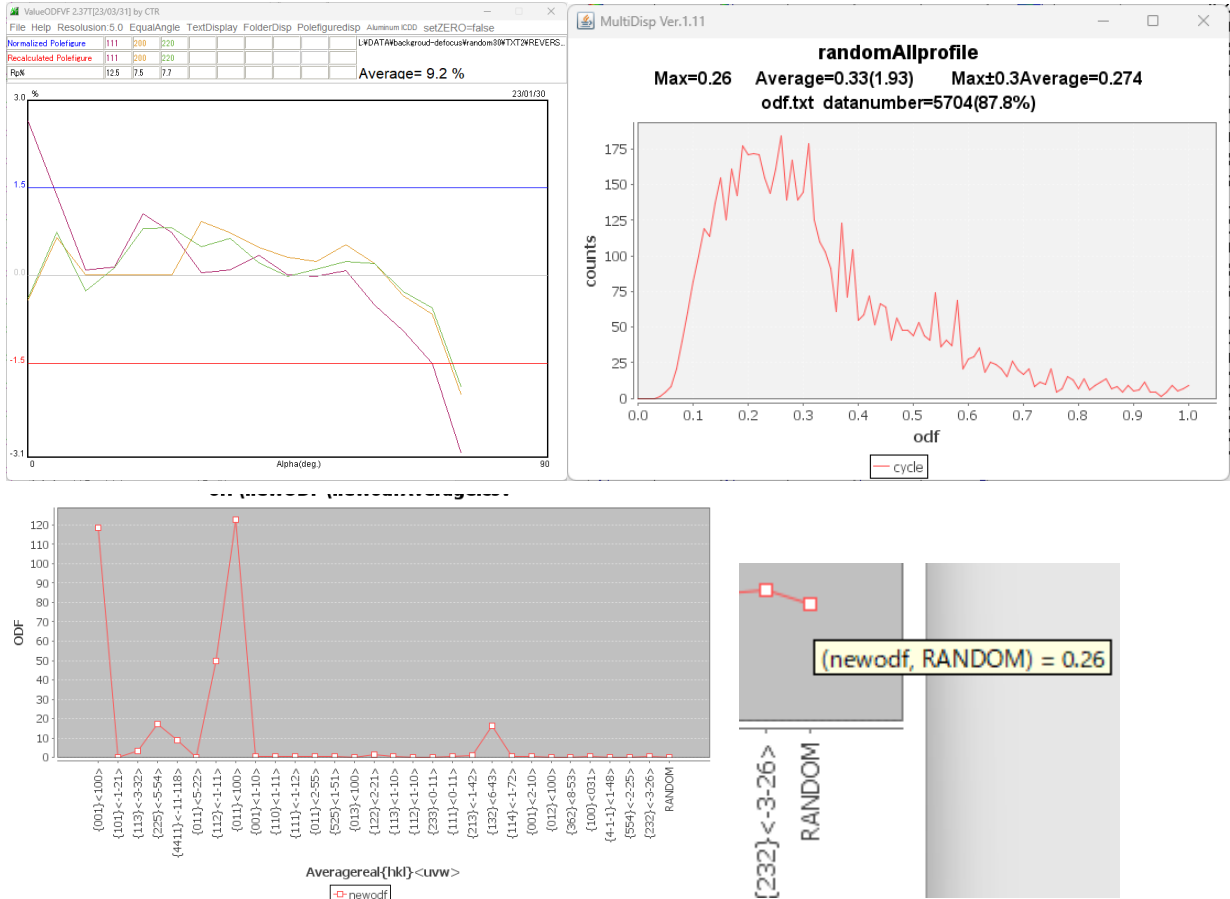 ValueODFVF 2.37T[23/03/31] by CTR
File Help Resolusion:5.0 EqualAngle TextDisplay FolderDisp Polefiguredisp Aluminum ICDD setZERO=false
Normalized Polefigure 111 200 220
L¥DATA¥backgroud-defocus¥random30¥TXT2¥REVERS...
Recalculated Polefigure 111 200 220
Rp% 12.5 7.5 7.7
Average= 9.2 %
3.0 % 23/01/30
1.5
0.0
-1.5
-3.1
0 Alpha(deg.) 90
MultiDisp Ver.1.11
randomAllprofile
Max=0.26 Average=0.33(1.93) Max±0.3Average=0.274
odf.txt datanumber=5704(87.8%)
counts
175
150
125
100
75
50
25
0
0.0 0.1 0.2 0.3 0.4 0.5 0.6 0.7 0.8 0.9 1.0
odf
cycle
ODF
120
110
100
90
80
70
60
50
40
30
20
10
0
{001}<100>
{101}<-1-21>
{113}<-3-32>
{225}<-5-54>
{4411}<-11-118>
{011}<5-22>
{112}<-1-11>
{011}<100>
{001}<1-10>
{110}<1-11>
{111}<-1-12>
{011}<2-55>
{525}<1-51>
{013}<100>
{122}<2-21>
{113}<1-10>
{112}<1-10>
{233}<0-11>
{111}<0-11>
{213}<-1-42>
{132}<6-43>
{114}<-1-72>
{001}<2-10>
{012}<100>
{362}<8-53>
{100}<031>
{4-1-1}<1-48>
{554}<-2-25>
{232}<-3-26>
RANDOM
Averagereal{hkl}<uvw>
newodf
(newodf, RANDOM) = 0.26
{232}<-3-26>
RANDOM